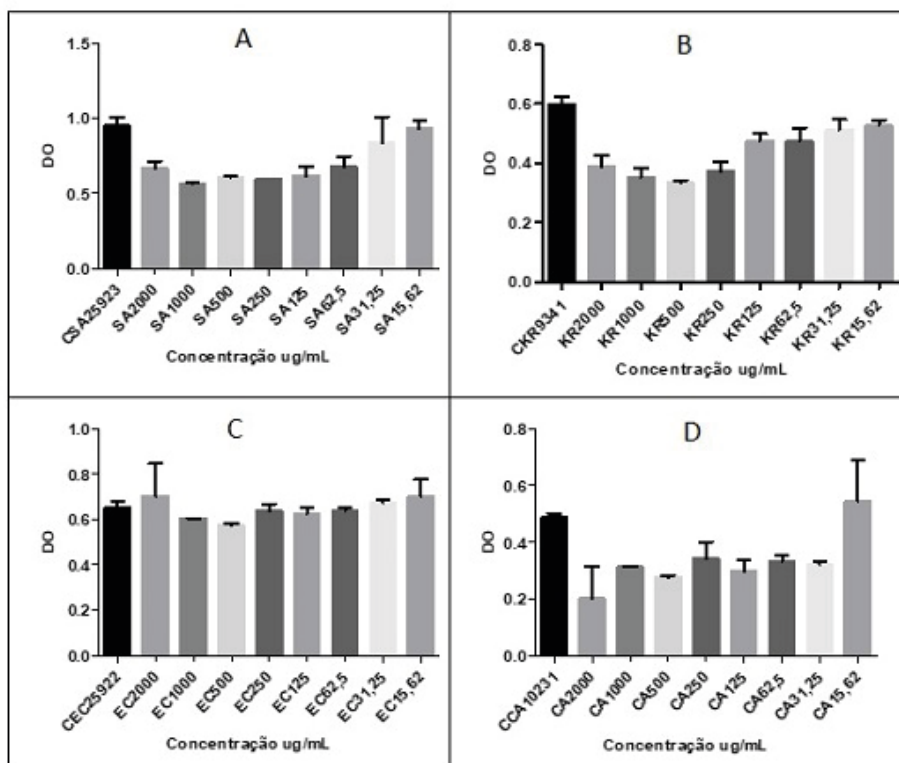 A
1.5
1.0
0.5
0.0
DO
CSA25923
SA2000
SA1000
SA500
SA250
SA125
SA62,5
SA31,25
SA15,62
Concentração ug/mL
B
0.8
0.6
0.4
0.2
0.0
DO
CKR9341
KR2000
KR1000
KR500
KR250
KR125
KR62,5
KR31,25
KR15,62
Concentração ug/mL
C
1.0
0.8
0.6
0.4
0.2
0.0
DO
CEC25922
EC2000
EC1000
EC500
EC250
EC125
EC62,5
EC31,25
EC15,62
Concentração ug/mL
D
0.8
0.6
0.4
0.2
0.0
DO
CCA10231
CA2000
CA1000
CA500
CA250
CA125
CA62,5
CA31,25
CA15,62
Concentração ug/mL